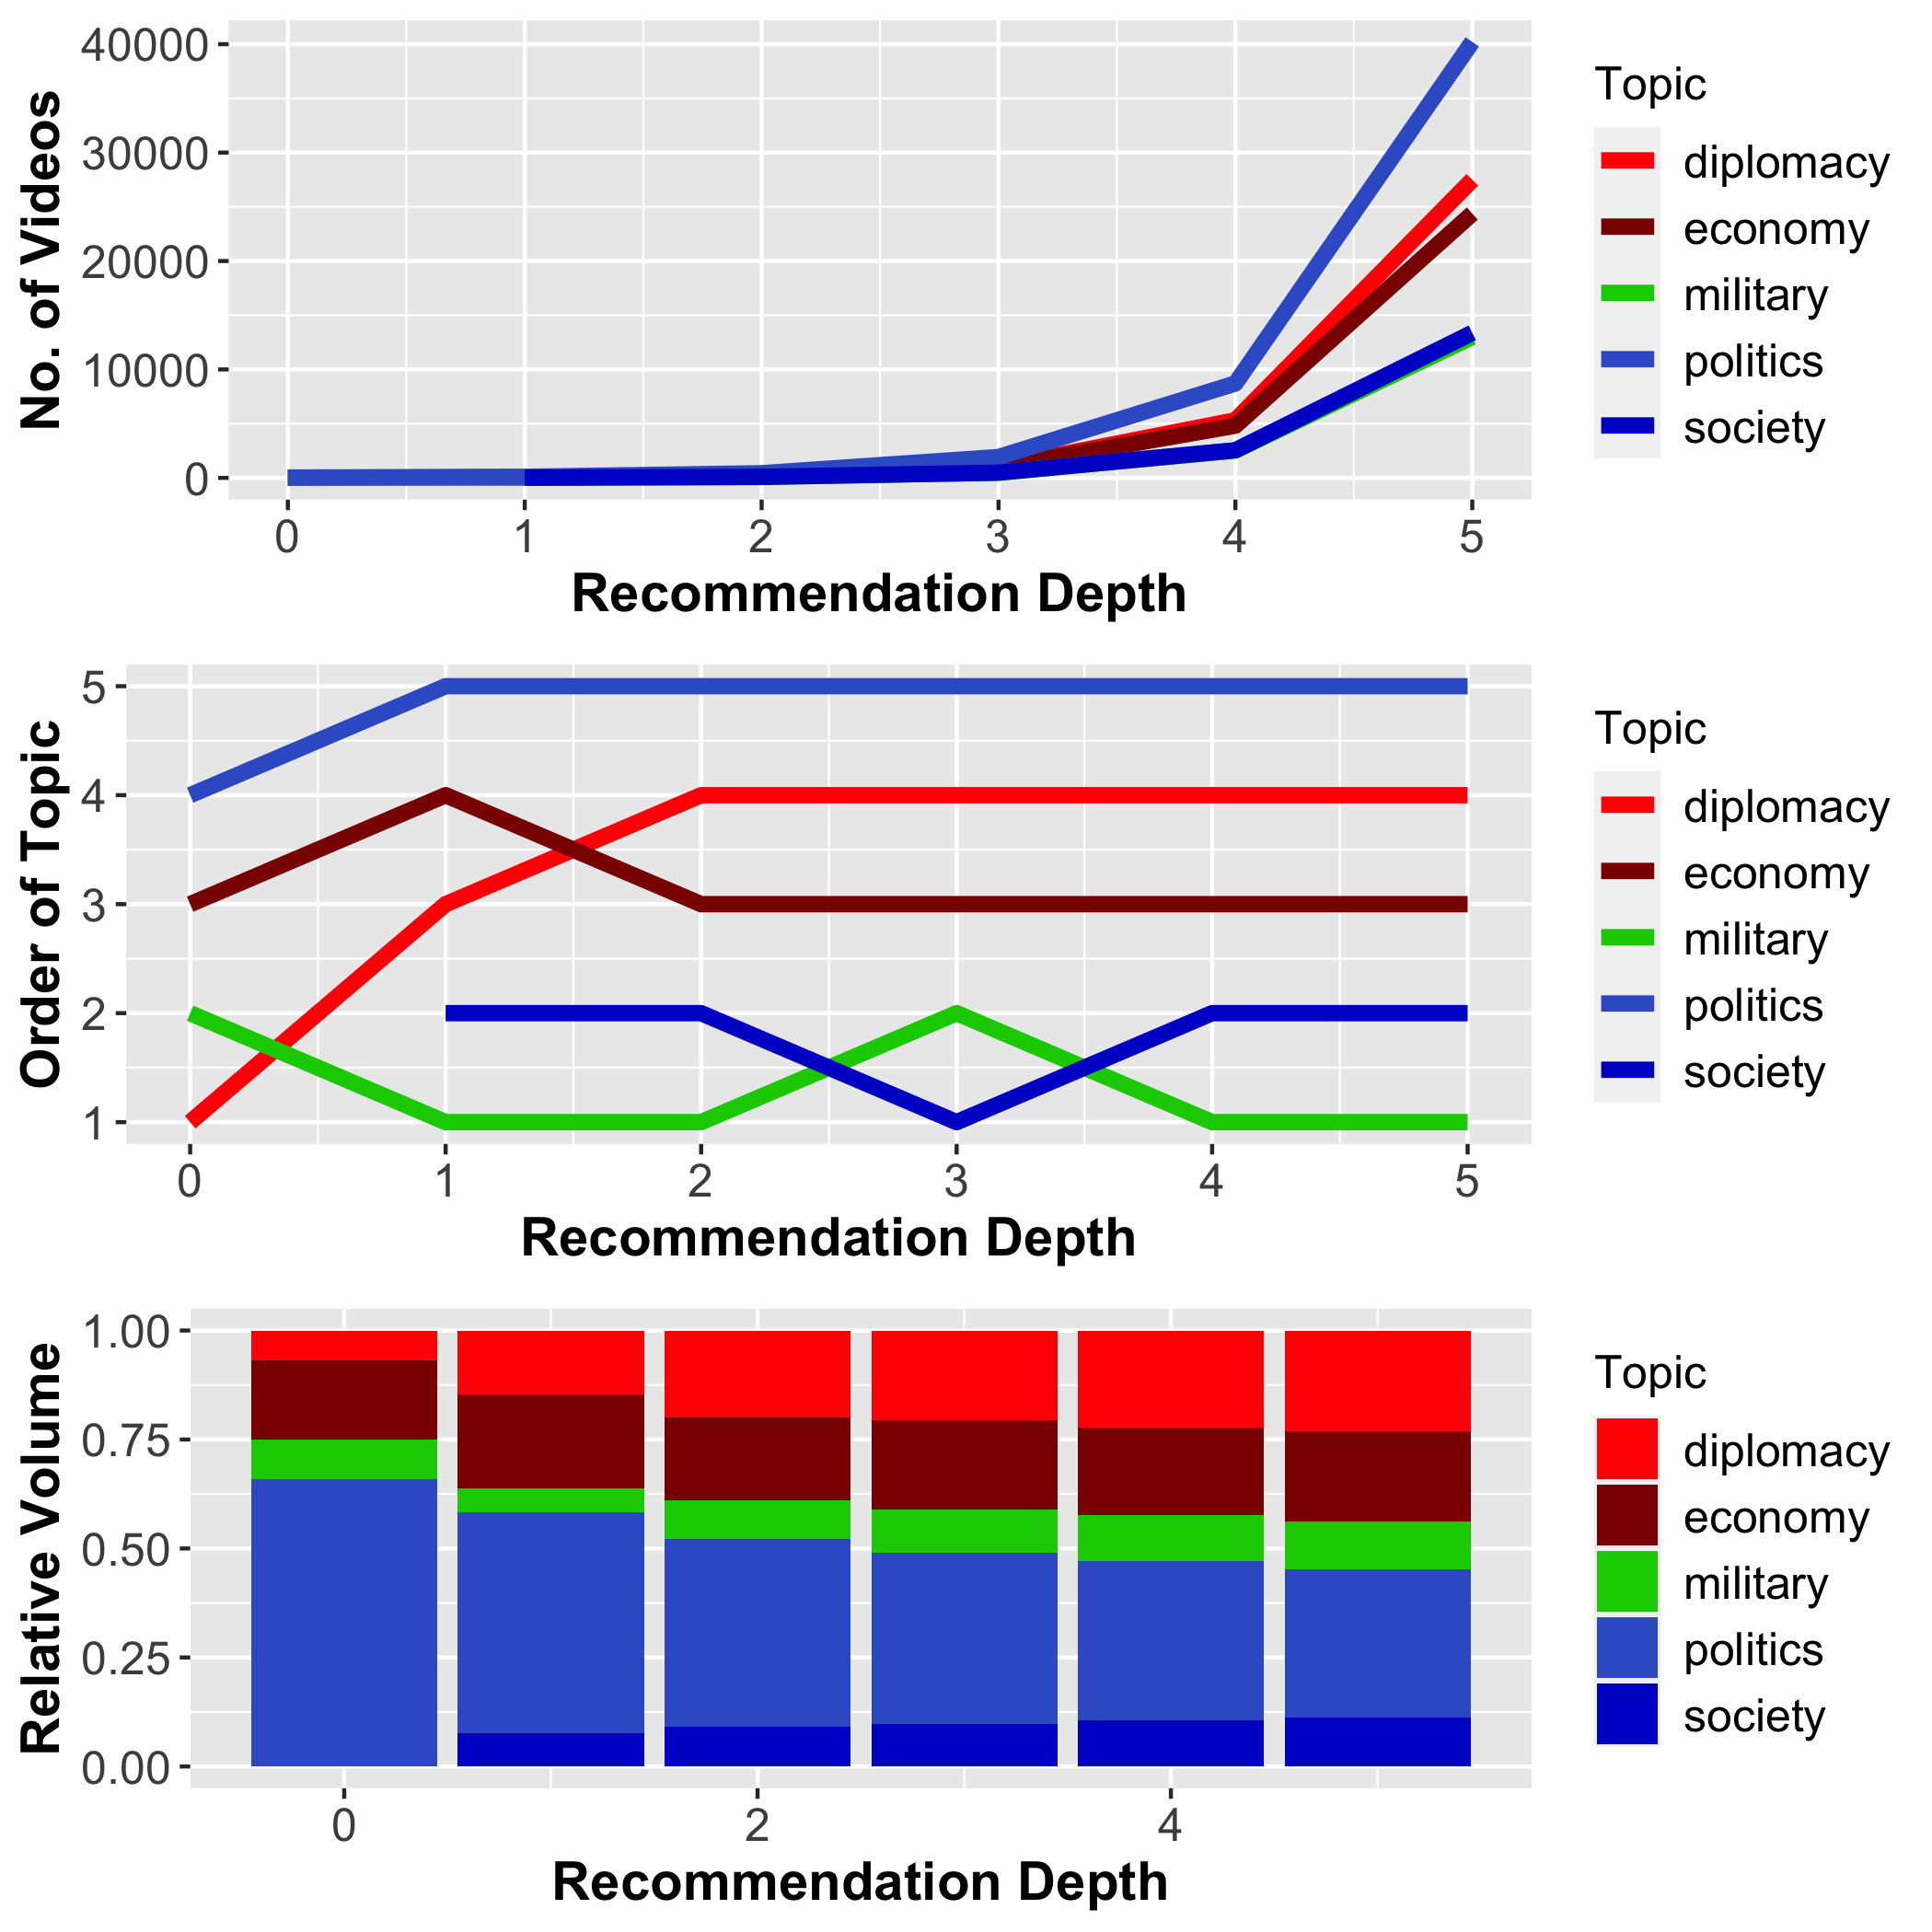 No. of Videos
40000
30000
20000
10000
0
0 1 2 3 4 5
Recommendation Depth
Topic
diplomacy
economy
military
politics
society
Order of Topic
5
4
3
2
1
0 1 2 3 4 5
Recommendation Depth
Topic
diplomacy
economy
military
politics
society
Relative Volume
1.00
0.75
0.50
0.25
0.00
0 2 4
Recommendation Depth
Topic
diplomacy
economy
military
politics
society